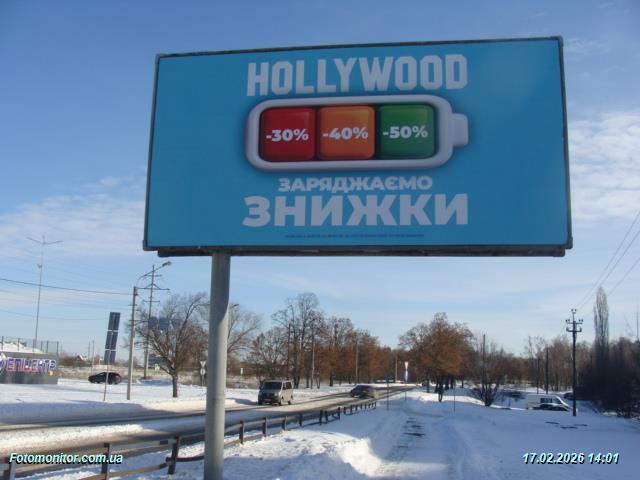 HOLLYWOOD
-30% -40% -50%
ЗАРЯДЖАЄМО
ЗНИЖКИ
Fotomonitor.com.ua
17.02.2026 14:01